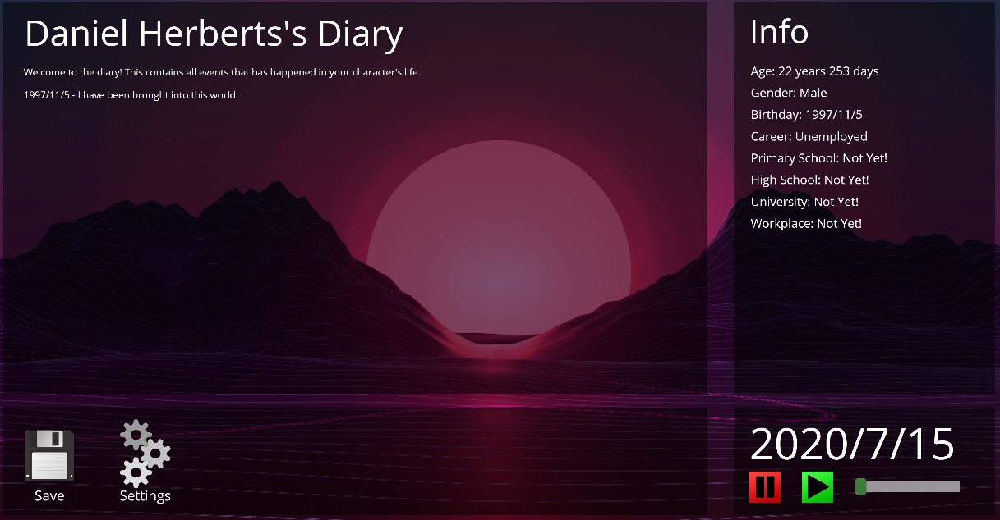 Daniel Herberts's Diary
Welcome to the diary! This contains all events that has happened in your character's life.
1997/11/5 - I have been brought into this world.
Info
Age: 22 years 253 days
Gender: Male
Birthday: 1997/11/5
Career: Unemployed
Primary School: Not Yet!
High School: Not Yet!
University: Not Yet!
Workplace: Not Yet!
Save
Settings
2020/7/15